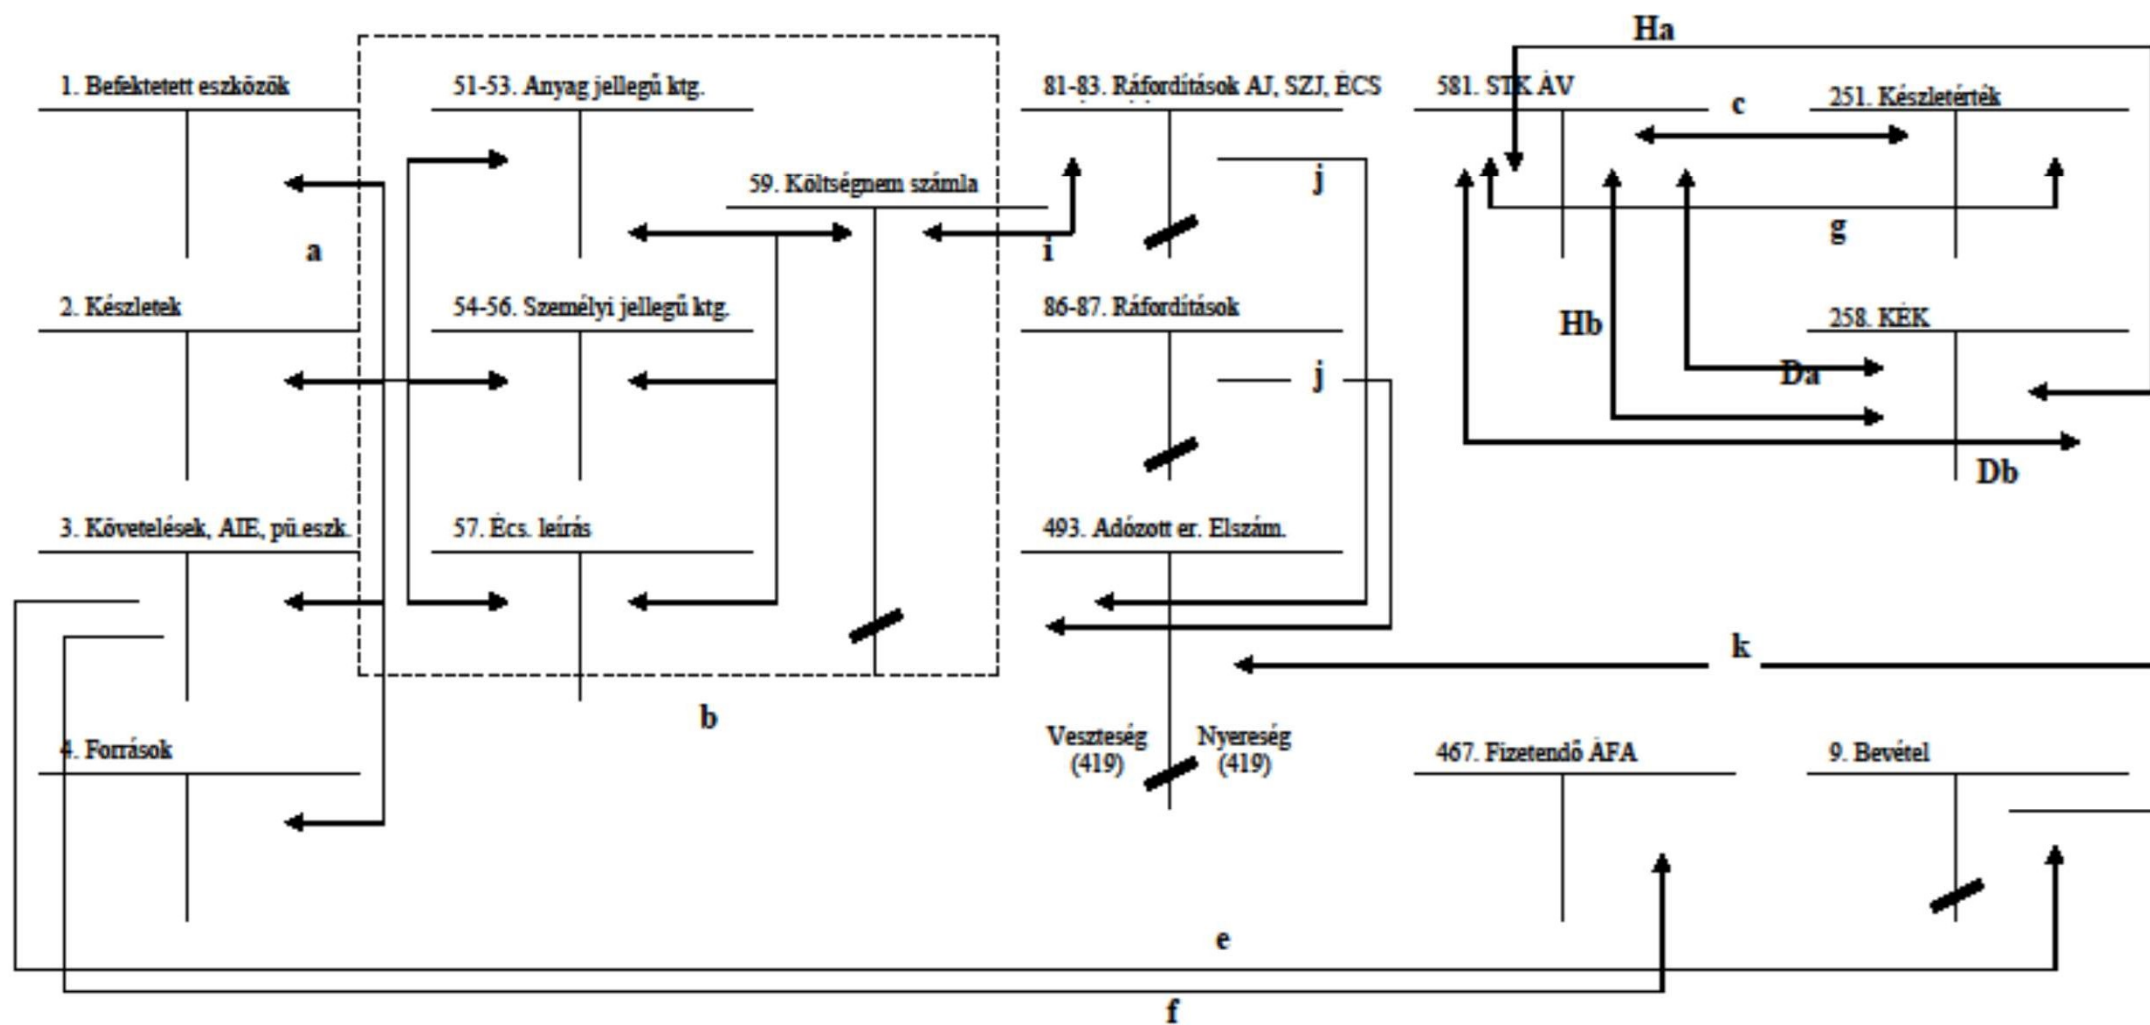 Ha
1. Befektetett eszközök
51-53. Anyag jellegű ktg.
81-83. Ráfordítások AJ, SZJ, ÉCS
581. STK ÁV
c
251. Készletérték
59. Költségnem számla
j
a
i
g
2. Készletek
54-56. Személyi jellegű ktg.
86-87. Ráfordítások
Hb
258. KÉK
j
Da
Db
3. Követelések, AIE, pü.eszk.
57. Écs. leírás
493. Adózott er. Elszám.
k
b
4. Források
Veszteség
(419)
Nyereség
(419)
467. Fizetendő ÁFA
9. Bevétel
e
f